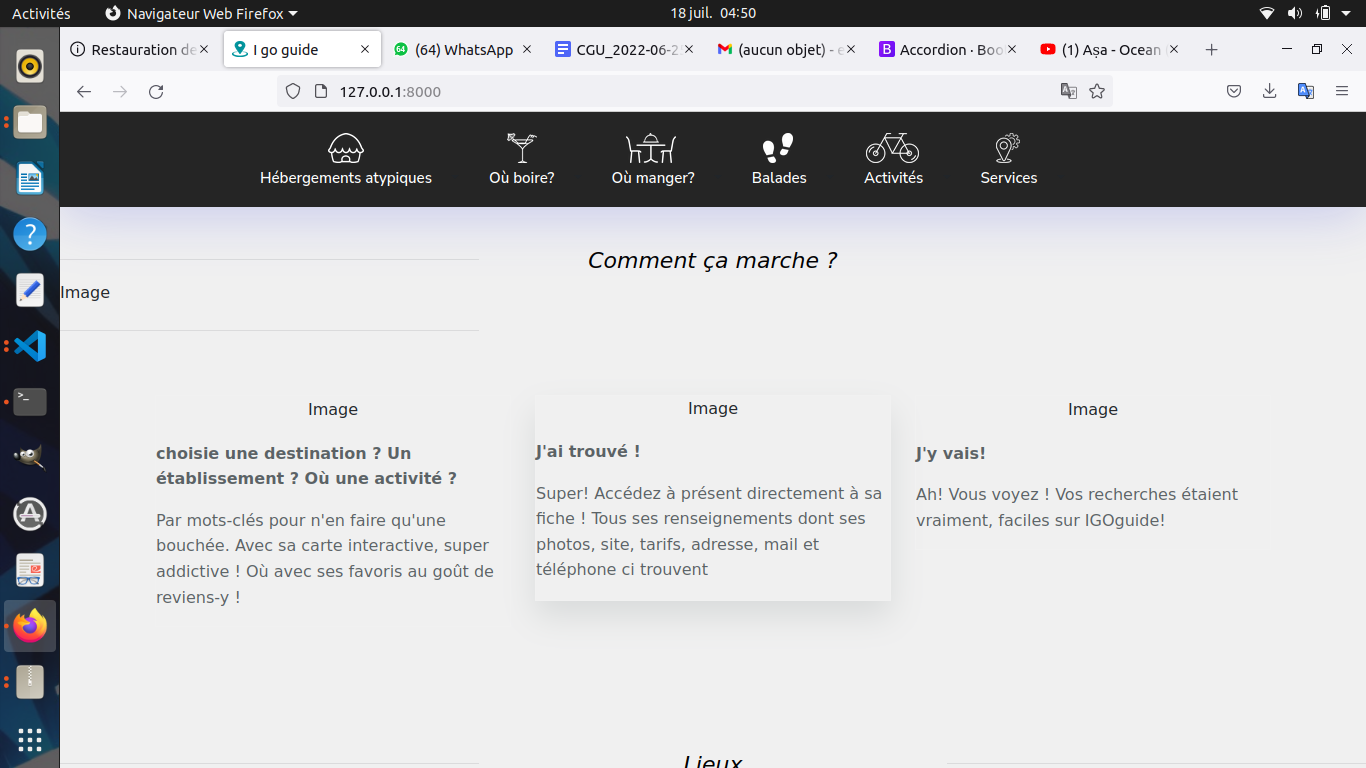 Activités
Navigateur Web Firefox
18 juil. 04:50
Restauration de
I go guide
(64) WhatsApp
CGU_2022-06-2
(aucun objet) - e
Accordion · Boo
(1) Aṣa - Ocean
127.0.0.1:8000
Hébergements atypiques
Où boire?
Où manger?
Balades
Activités
Services
Comment ça marche ?
Image
Image
choisie une destination ? Un
établissement ? Où une activité ?
Par mots-clés pour n'en faire qu'une
bouchée. Avec sa carte interactive, super
addictive ! Où avec ses favoris au goût de
reviens-y !
Image
J'ai trouvé !
Super! Accédez à présent directement à sa
fiche ! Tous ses renseignements dont ses
photos, site, tarifs, adresse, mail et
téléphone ci trouvent
Image
J'y vais!
Ah! Vous voyez ! Vos recherches étaient
vraiment, faciles sur IGOguide!
Lieux